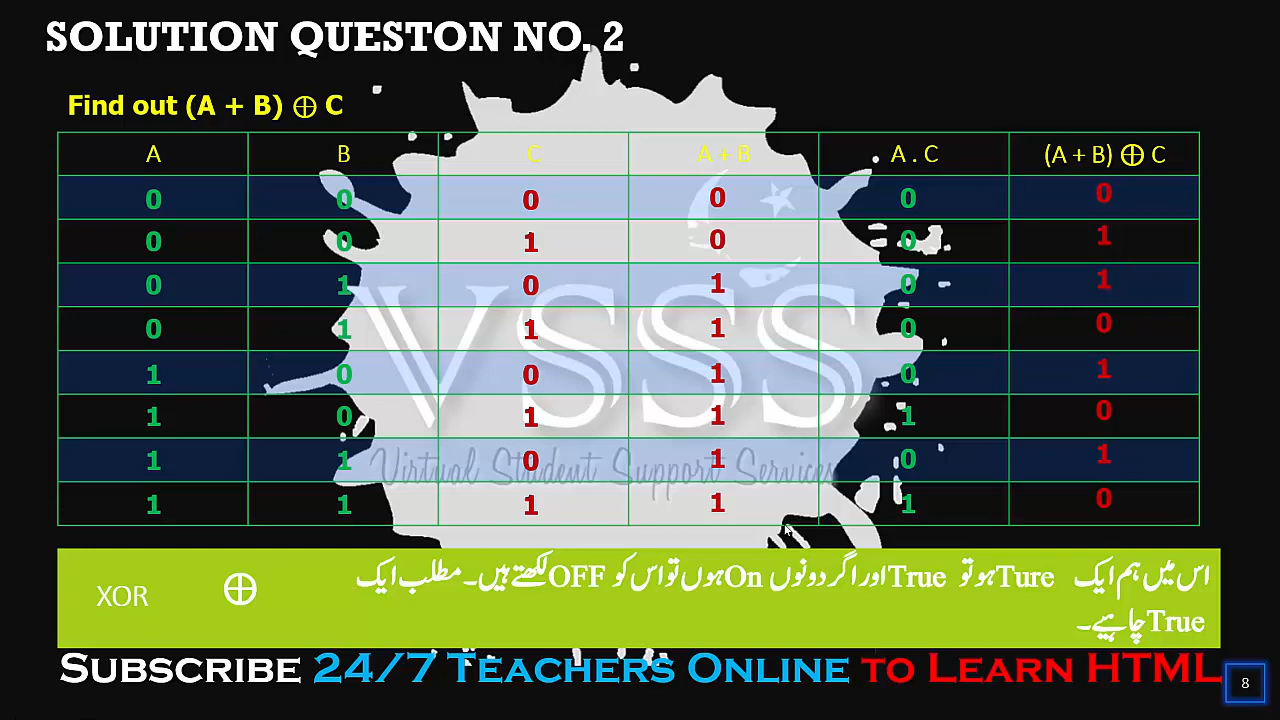 SOLUTION QUESTON NO. 2
Find out (A + B) ⊕ C
A B C A + B A . C (A + B) ⊕ C
0 0 0 0 0 0
0 0 1 0 0 1
0 1 0 1 0 1
0 1 1 1 0 0
1 0 0 1 0 1
1 0 1 1 1 0
1 1 0 1 0 1
1 1 1 1 1 0
VSSS
Virtual Student Support Services
XOR ⊕
اس میں ہم ایک Ture ہو تو True اور اگر دونوں On ہوں تو اس کو OFF لکھتے ہیں۔ مطلب ایک
True چاہیے۔
SUBSCRIBE 24/7 TEACHERS ONLINE TO LEARN HTML
8